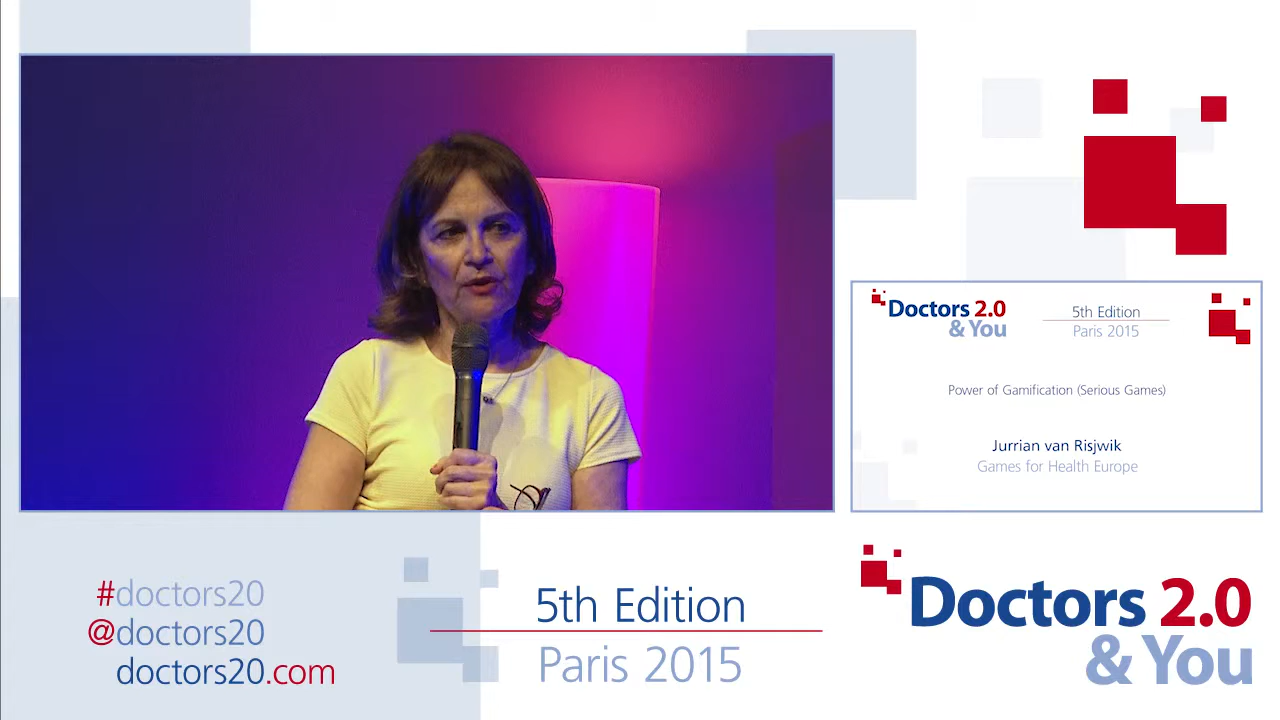 Doctors 2.0
& You
5th Edition
Paris 2015
Power of Gamification (Serious Games)
Jurrian van Risjwik
Games for Health Europe
#doctors20
@doctors20
doctors20.com
5th Edition
Paris 2015
Doctors 2.0
& You